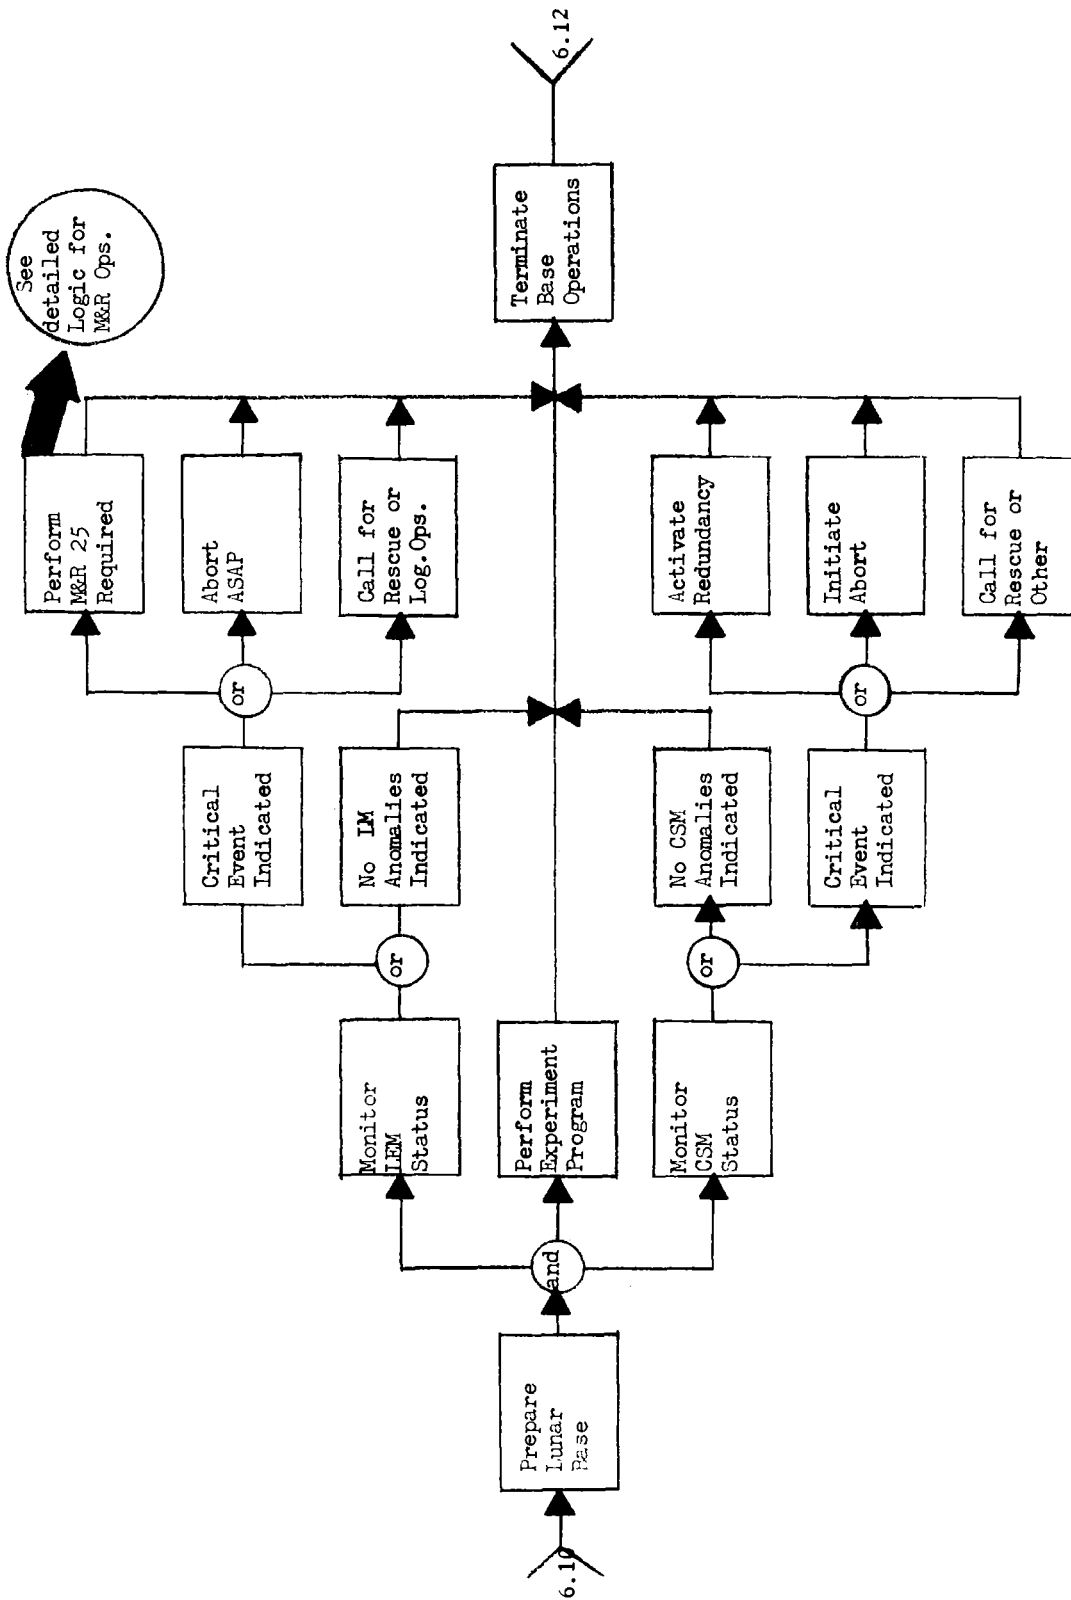 6.10
Prepare
Lunar
Base
and
Monitor
LEM
Status
Perform
Experiment
Program
Monitor
CSM
Status
or
or
Critical
Event
Indicated
No LM
Anomalies
Indicated
No CSM
Anomalies
Indicated
Critical
Event
Indicated
or
or
Perform
M&R 25
Required
Abort
ASAP
Call for
Rescue or
Log.Ops.
Activate
Redundancy
Initiate
Abort
Call for
Rescue or
Other
See
detailed
Logic for
M&R Ops.
Terminate
Base
Operations
6.12